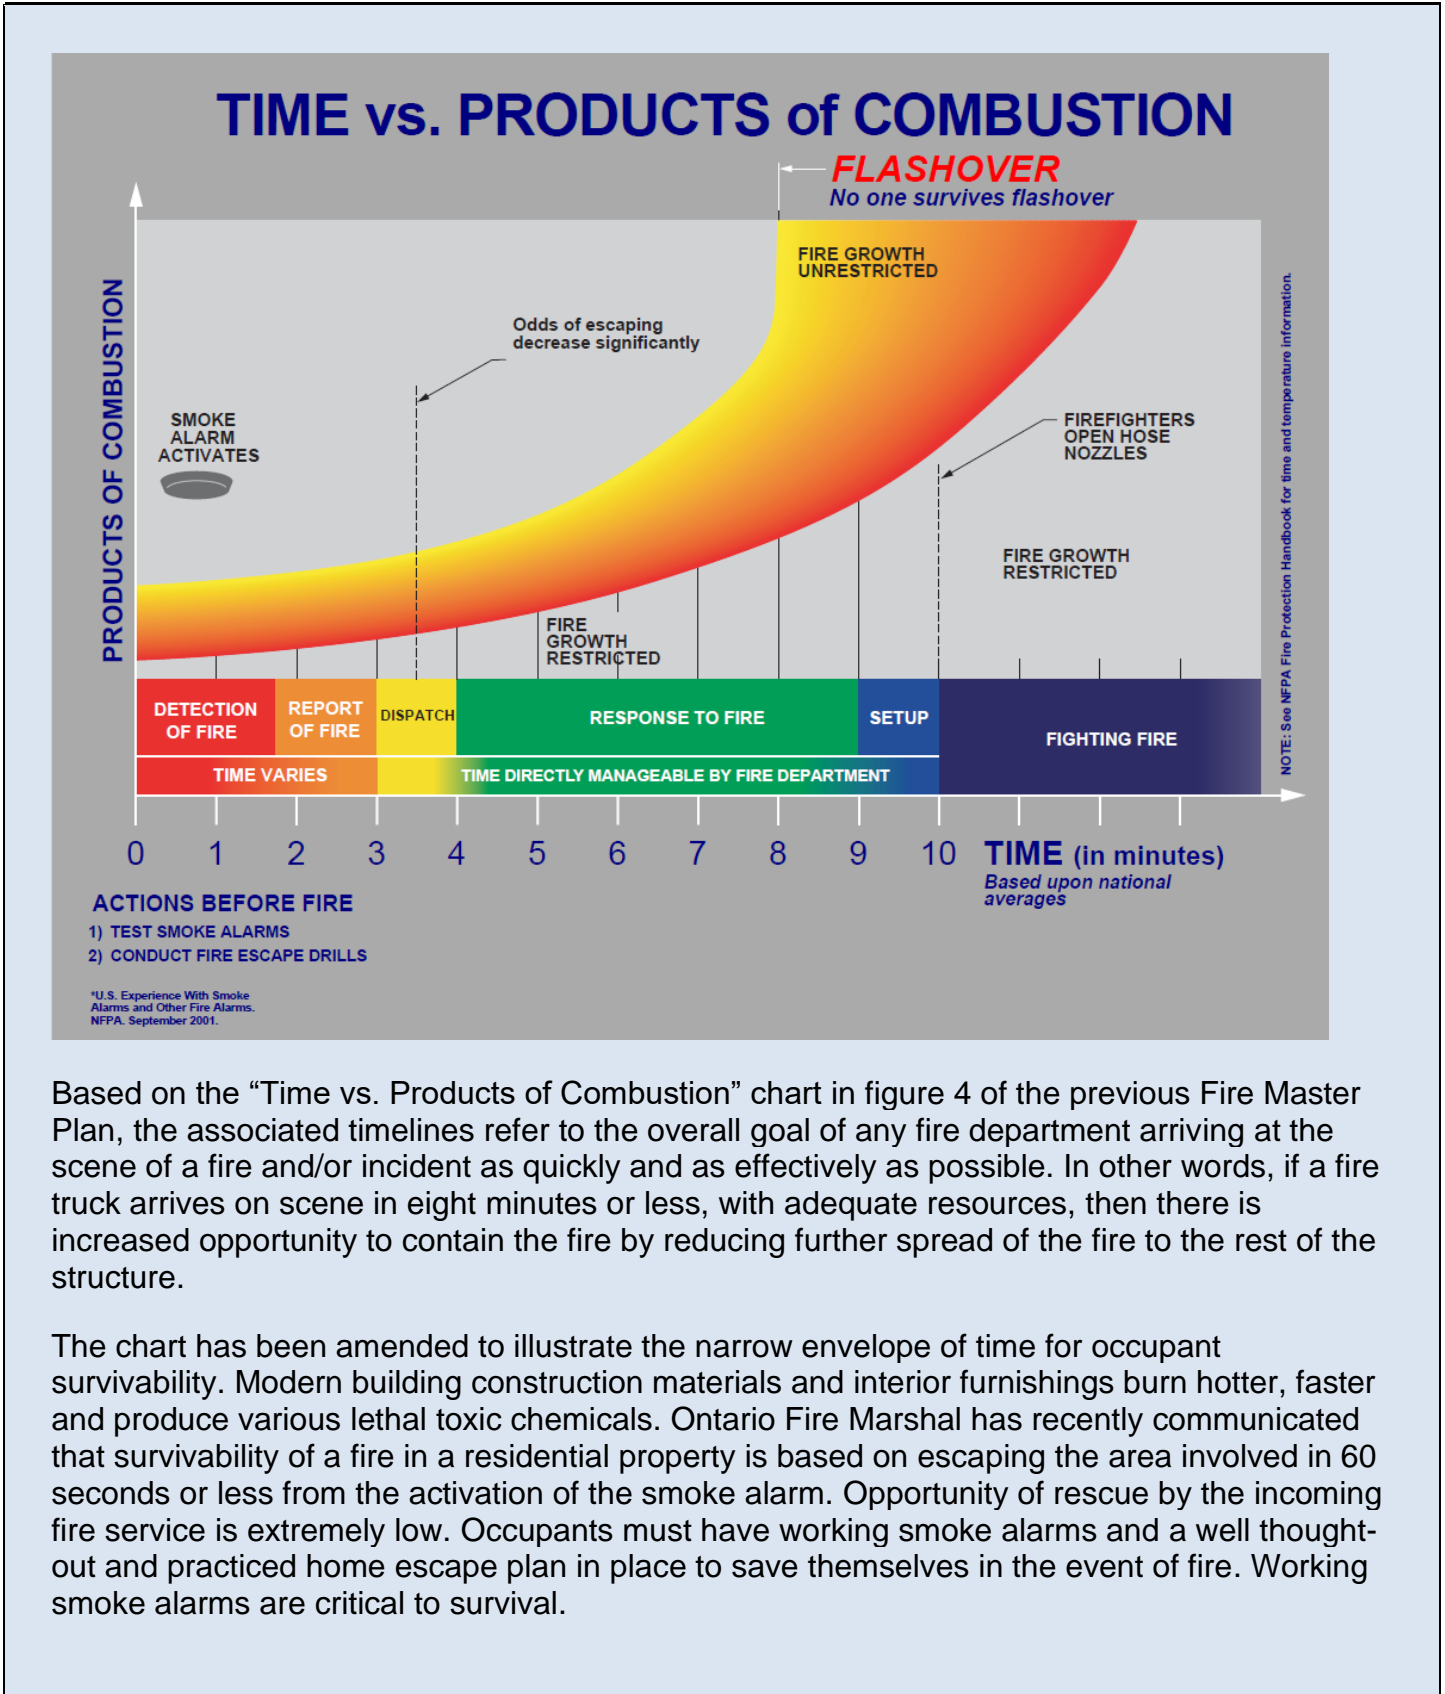 TIME vs. PRODUCTS of COMBUSTION
FLASHOVER
No one survives flashover
FIRE GROWTH
UNRESTRICTED
Odds of escaping
decrease significantly
SMOKE
ALARM
ACTIVATES
FIREFIGHTERS
OPEN HOSE
NOZZLES
FIRE GROWTH
RESTRICTED
FIRE
GROWTH
RESTRICTED
PRODUCTS OF COMBUSTION
NOTE: See NFPA Fire Protection Handbook for time and temperature information.
DETECTION
OF FIRE
REPORT
OF FIRE
DISPATCH
RESPONSE TO FIRE
SETUP
FIGHTING FIRE
TIME VARIES
TIME DIRECTLY MANAGEABLE BY FIRE DEPARTMENT
0 1 2 3 4 5 6 7 8 9 10 TIME (in minutes)
Based upon national
averages
ACTIONS BEFORE FIRE
1) TEST SMOKE ALARMS
2) CONDUCT FIRE ESCAPE DRILLS
*U.S. Experience With Smoke
Alarms and Other Fire Alarms.
NFPA. September 2001.
Based on the “Time vs. Products of Combustion” chart in figure 4 of the previous Fire Master
Plan, the associated timelines refer to the overall goal of any fire department arriving at the
scene of a fire and/or incident as quickly and as effectively as possible. In other words, if a fire
truck arrives on scene in eight minutes or less, with adequate resources, then there is
increased opportunity to contain the fire by reducing further spread of the fire to the rest of the
structure.
The chart has been amended to illustrate the narrow envelope of time for occupant
survivability. Modern building construction materials and interior furnishings burn hotter, faster
and produce various lethal toxic chemicals. Ontario Fire Marshal has recently communicated
that survivability of a fire in a residential property is based on escaping the area involved in 60
seconds or less from the activation of the smoke alarm. Opportunity of rescue by the incoming
fire service is extremely low. Occupants must have working smoke alarms and a well thought-
out and practiced home escape plan in place to save themselves in the event of fire. Working
smoke alarms are critical to survival.